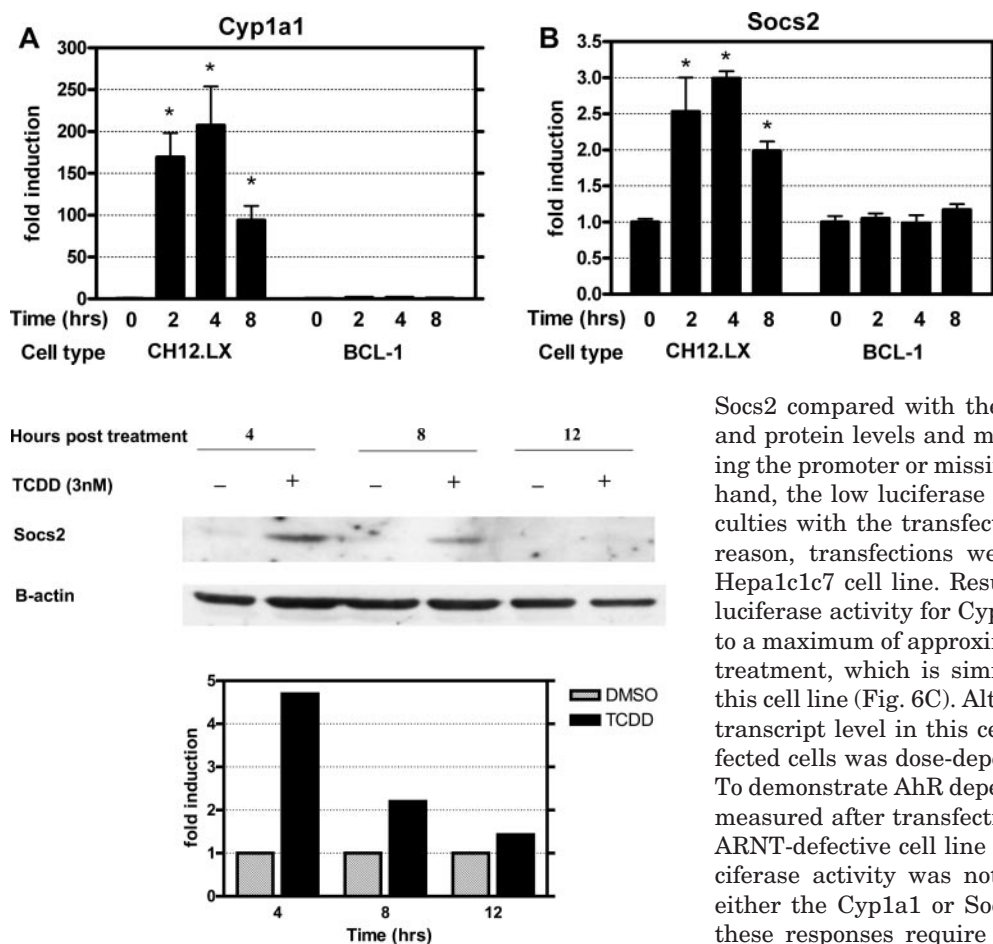 A
Cyp1a1
300
250
200
150
100
50
0
fold induction
* * *
Time (hrs) 0 2 4 8 0 2 4 8
Cell type CH12.LX BCL-1
B
Socs2
3.5
3.0
2.5
2.0
1.5
1.0
0.5
0.0
fold induction
* * *
Time (hrs) 0 2 4 8 0 2 4 8
Cell type CH12.LX BCL-1
Hours post treatment 4 8 12
TCDD (3nM) – + – + – +
Socs2
B-actin
5
4
3
2
1
0
fold induction
DMSO
TCDD
4 8 12
Time (hrs)
Socs2 compared with the
and protein levels and m
ing the promoter or missi
hand, the low luciferase
culties with the transfect
reason, transfections we
Hepa1c1c7 cell line. Resu
luciferase activity for Cyp
to a maximum of approxi
treatment, which is simi
this cell line (Fig. 6C). Alt
transcript level in this ce
fected cells was dose-depe
To demonstrate AhR depe
measured after transfecti
ARNT-defective cell line
ciferase activity was not
either the Cyp1a1 or Soc
these responses require